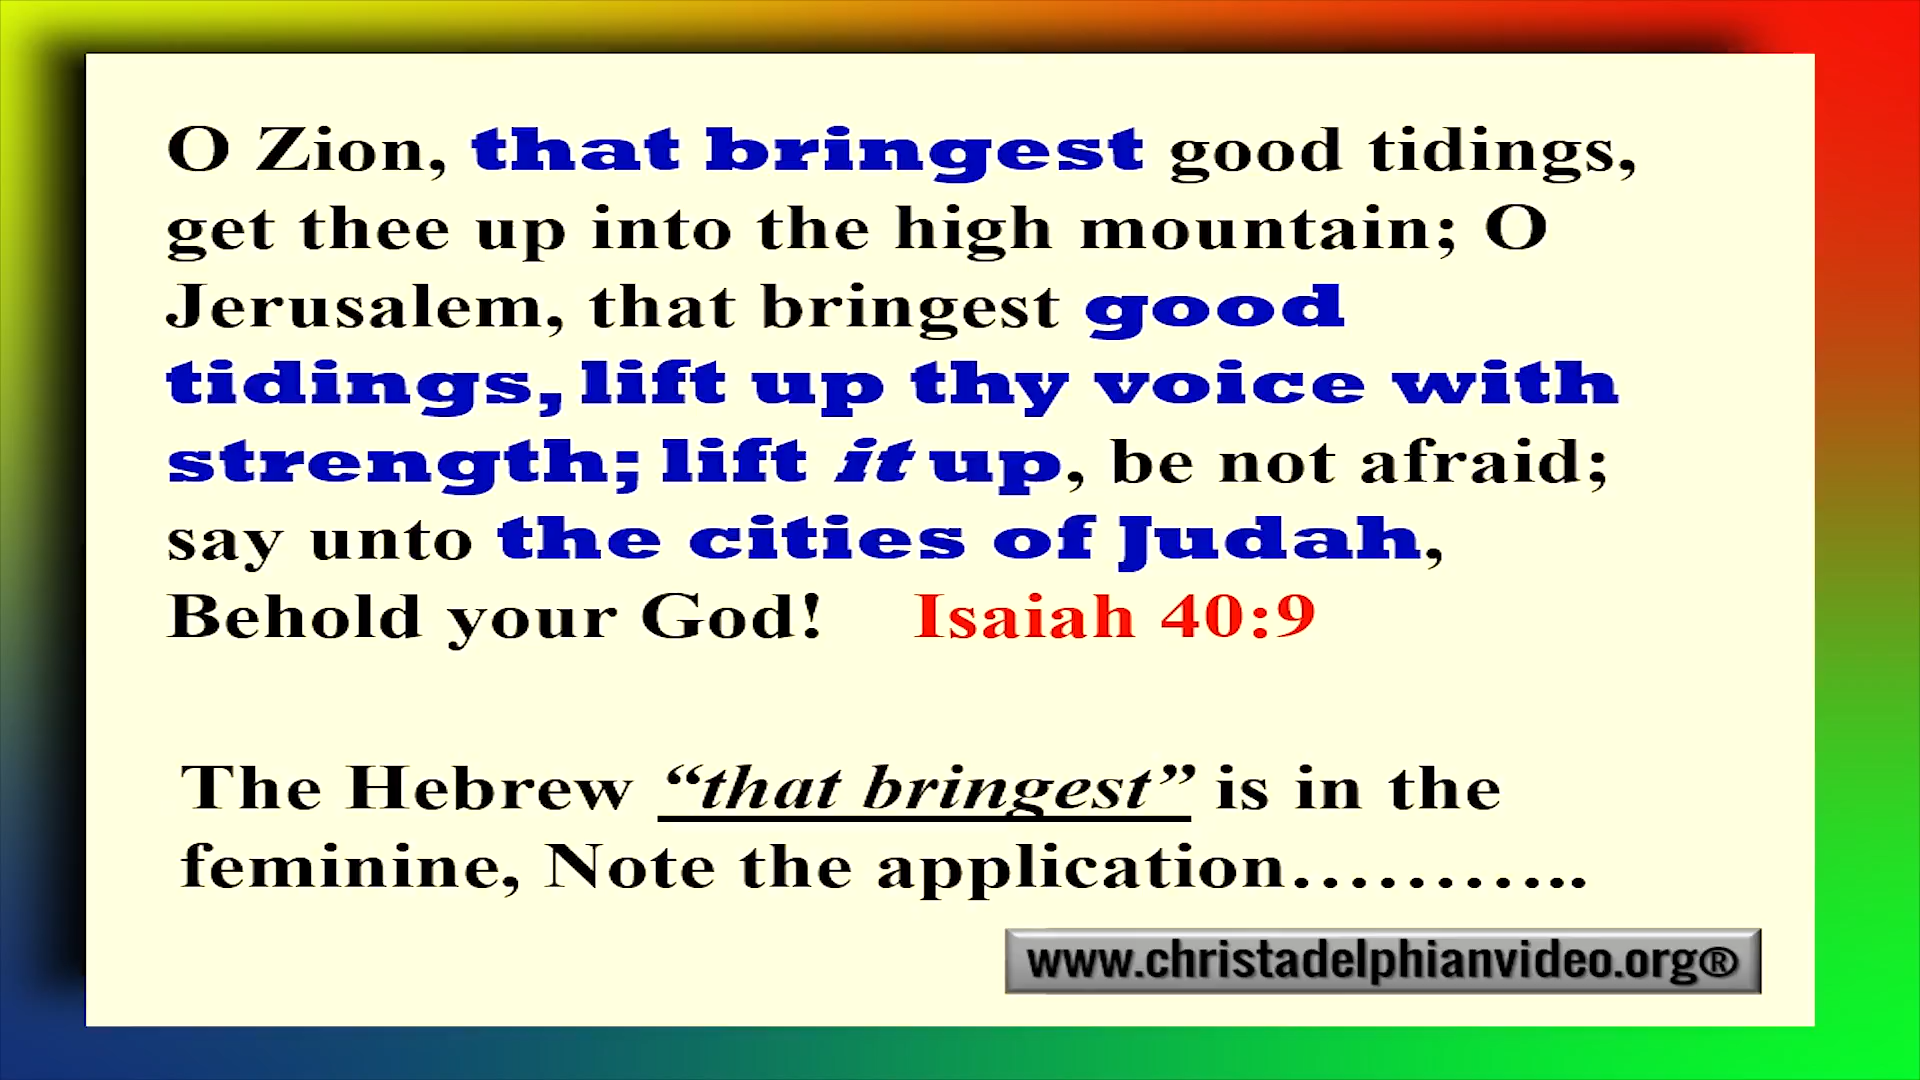 O Zion, that bringest good tidings,
get thee up into the high mountain; O
Jerusalem, that bringest good
tidings, lift up thy voice with
strength; lift it up, be not afraid;
say unto the cities of Judah,
Behold your God! Isaiah 40:9
The Hebrew “that bringest” is in the
feminine, Note the application………..
www.christadelphianvideo.org®